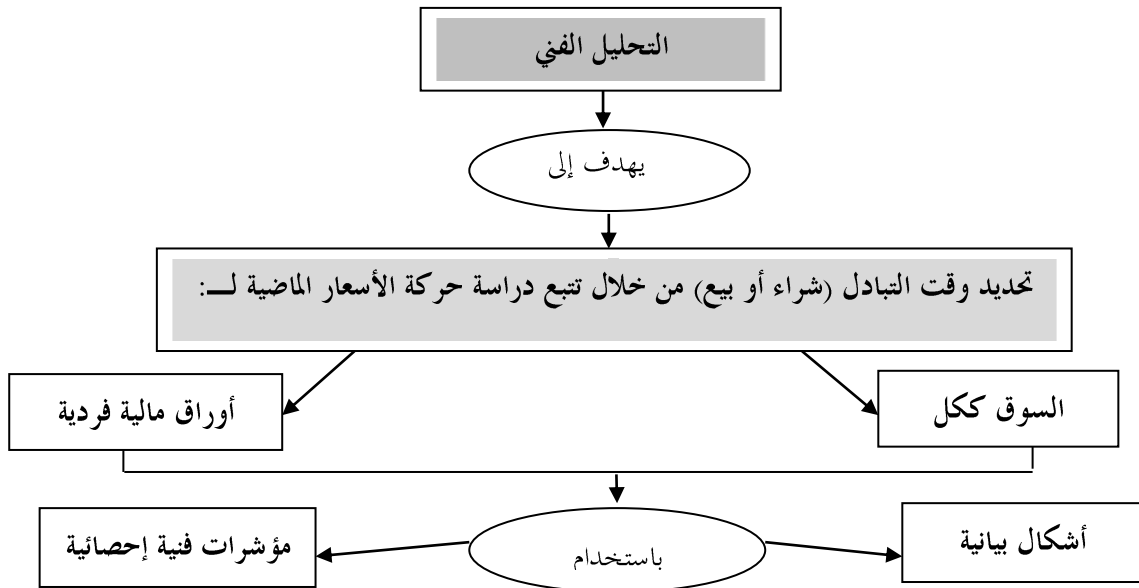 التحليل الفني
يهدف إلى
تحديد وقت التبادل (شراء أو بيع) من خلال تتبع دراسة حركة الأسعار الماضية لــــ:
السوق ككل
أوراق مالية فردية
باستخدام
أشكال بيانية
مؤشرات فنية إحصائية